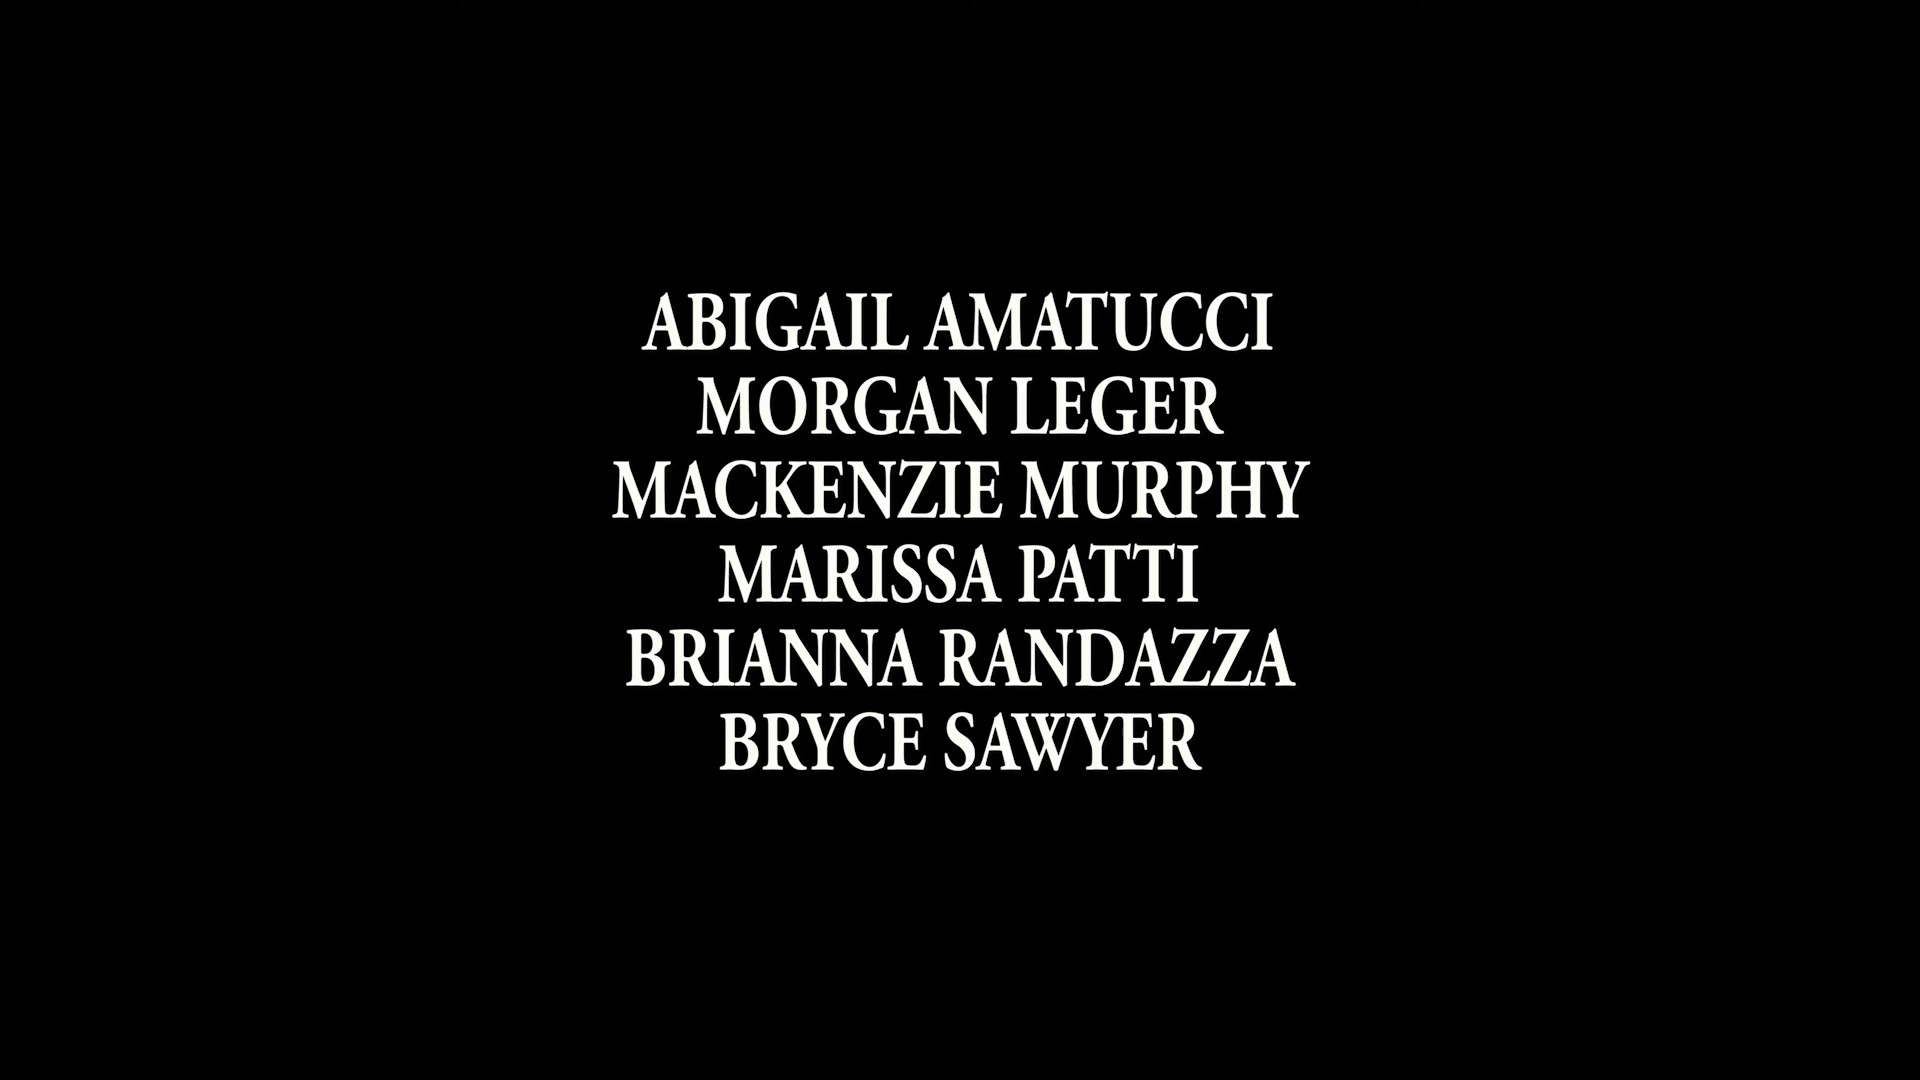 ABIGAIL AMATUCCI
MORGAN LEGER
MACKENZIE MURPHY
MARISSA PATTI
BRIANNA RANDAZZA
BRYCE SAWYER